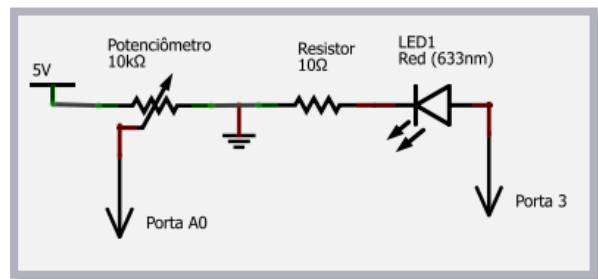 5V
Potenciômetro
10kΩ
Resistor
10Ω
LED1
Red (633nm)
Porta A0
Porta 3